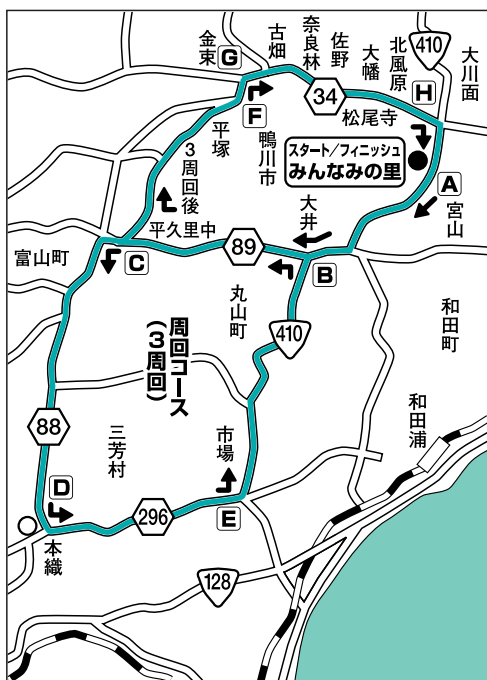 410
大川面
北風原
H
大幡
佐野
奈良林
古畑
金束
G
34
松尾寺
F
鴨川市
平塚
スタート/フィニッシュ
みんなみの里
A
宮山
3周回後
大井
平久里中
89
富山町
C
B
丸山町
410
和田町
周回コース
(3周回)
和田浦
88
三芳村
市場
D
296
E
本織
128